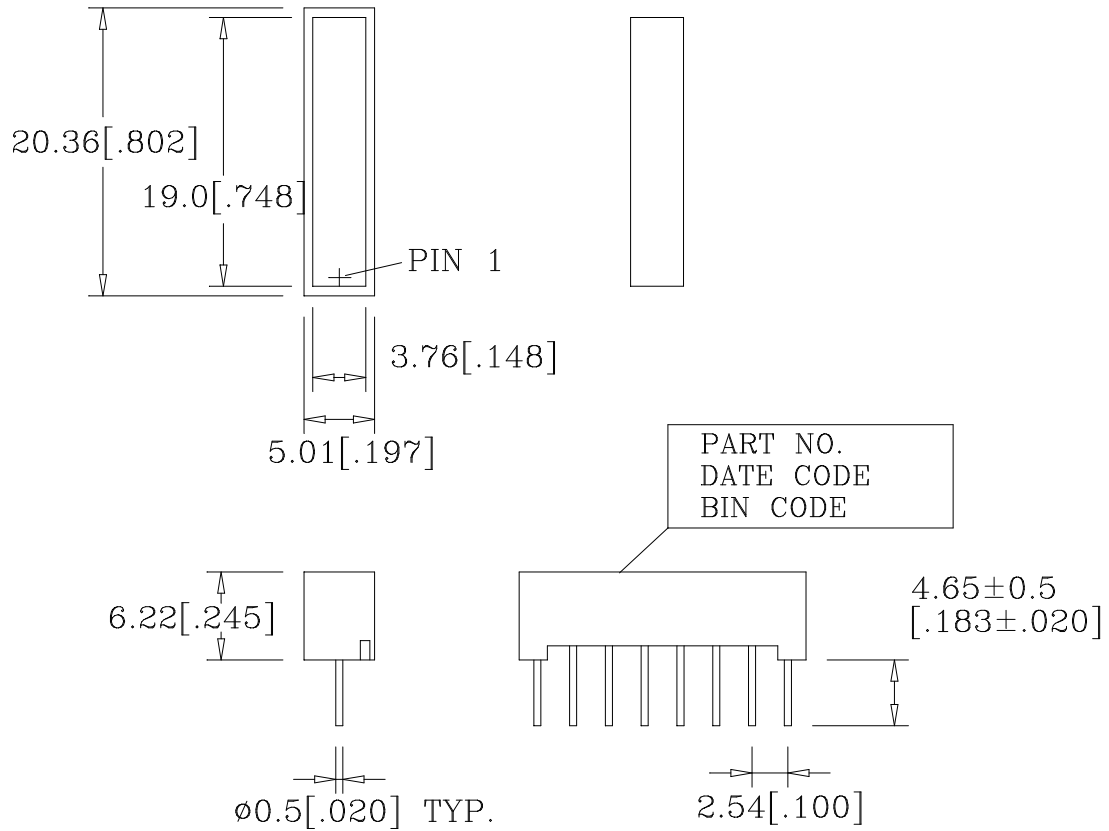 20.36[.802]
19.0[.748]
PIN 1
3.76[.148]
5.01[.197]
PART NO.
DATE CODE
BIN CODE
6.22[.245]
4.65±0.5
[.183±.020]
ø0.5[.020] TYP.
2.54[.100]